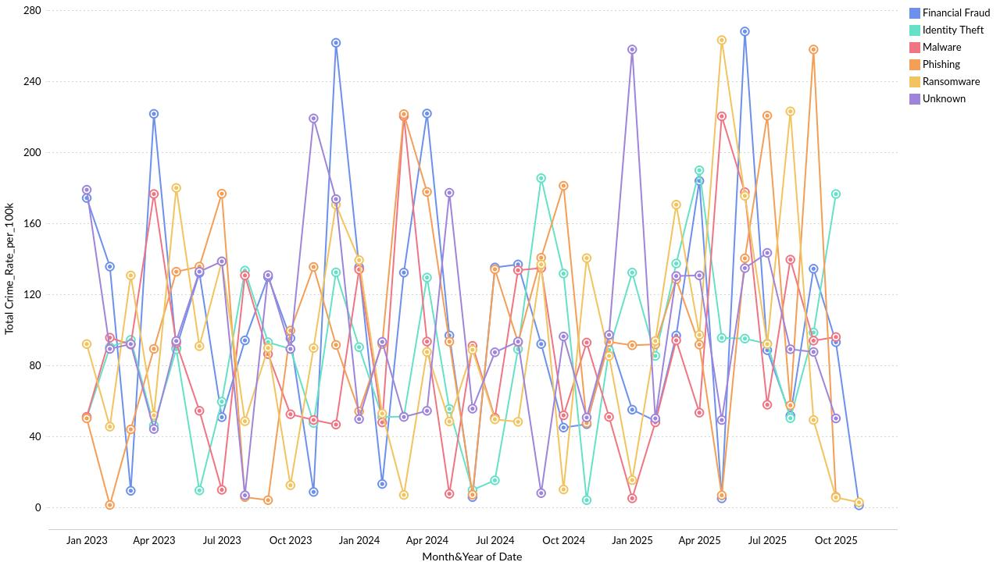 280
240
200
160
120
80
40
0
Total Crime_Rate_per_100k
Jan 2023 Apr 2023 Jul 2023 Oct 2023 Jan 2024 Apr 2024 Jul 2024 Oct 2024 Jan 2025 Apr 2025 Jul 2025 Oct 2025
Month&Year of Date
Financial Fraud
Identity Theft
Malware
Phishing
Ransomware
Unknown